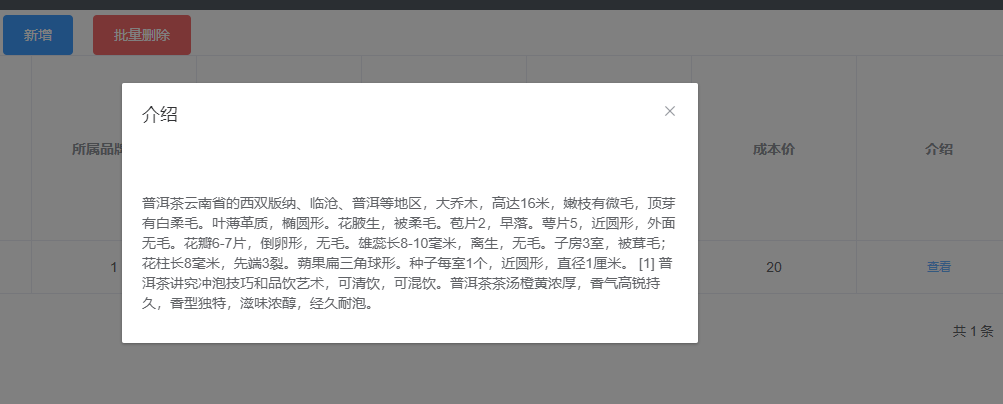 新增 批量删除
介绍
所属品牌 成本价 介绍
普洱茶云南省的西双版纳、临沧、普洱等地区，大乔木，高达16米，嫩枝有微毛，顶芽
有白柔毛。叶薄革质，椭圆形。花腋生，被柔毛。苞片2，早落。萼片5，近圆形，外面
无毛。花瓣6-7片，倒卵形，无毛。雄蕊长8-10毫米，离生，无毛。子房3室，被茸毛；
花柱长8毫米，先端3裂。蒴果扁三角球形。种子每室1个，近圆形，直径1厘米。 [1] 普
洱茶讲究冲泡技巧和品饮艺术，可清饮，可混饮。普洱茶茶汤橙黄浓厚，香气高锐持
久，香型独特，滋味浓醇，经久耐泡。
1 20 查看
共 1 条